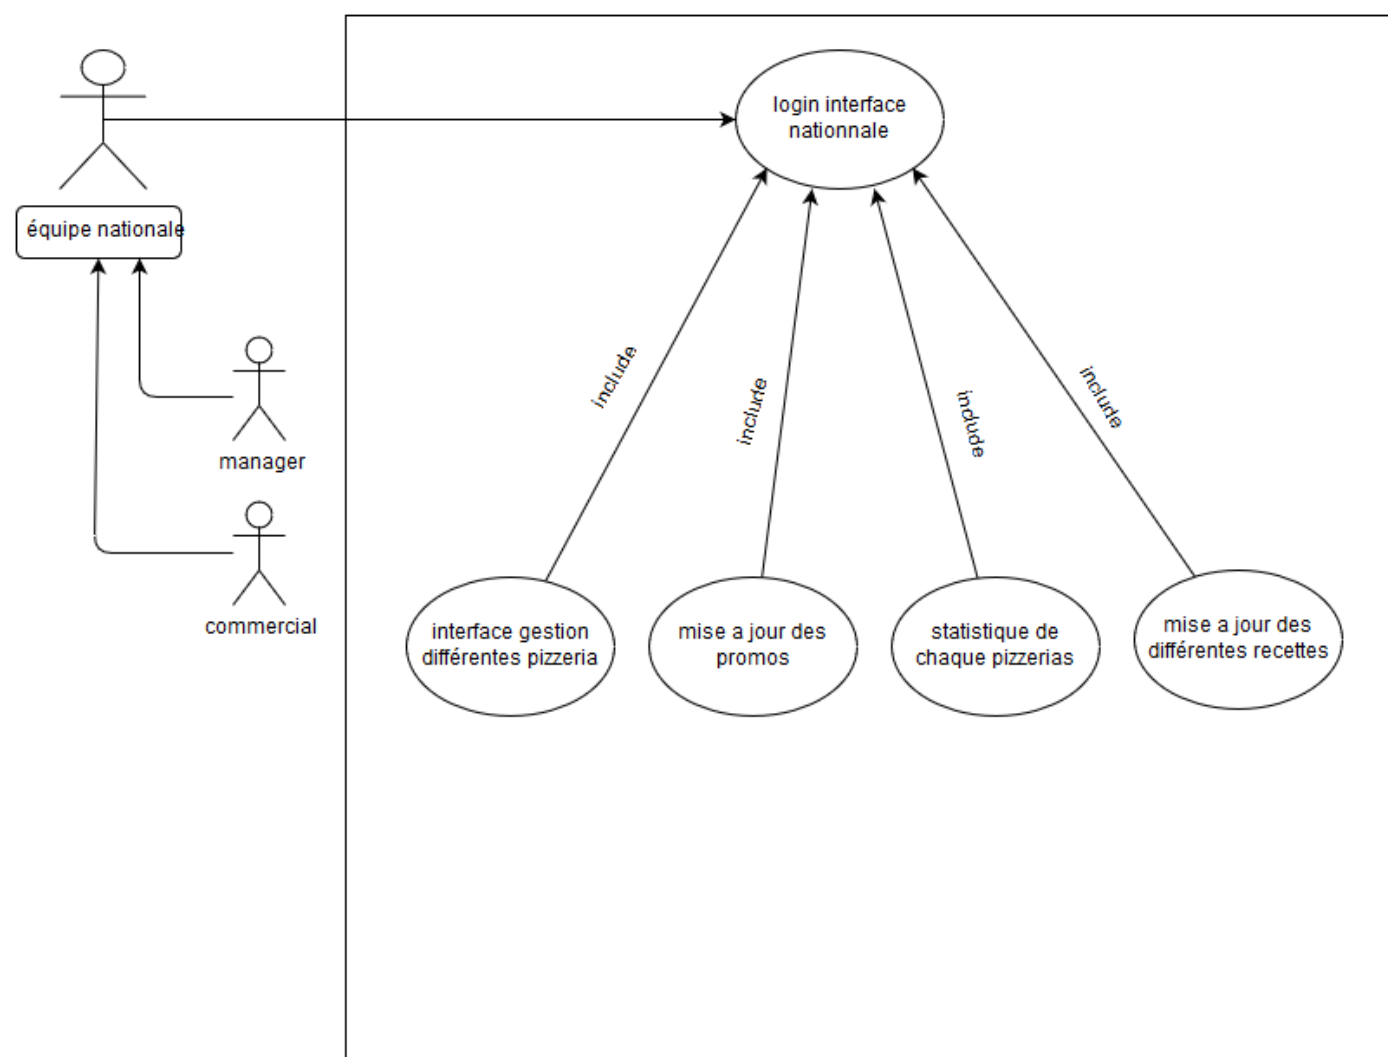 login interface
nationnale
équipe nationale
include
include
include
include
manager
commercial
interface gestion
différentes pizzeria
mise a jour des
promos
statistique de
chaque pizzerias
mise a jour des
différentes recettes